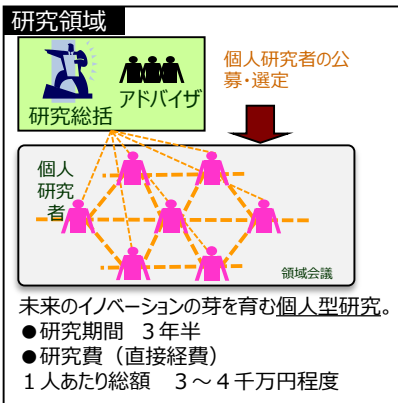 研究領域
個人研究者の公
募・選定
アドバイザ
研究総括
個人
研究
者
領域会議
未来のイノベーションの芽を育む個人型研究。
●研究期間 3年半
●研究費（直接経費）
1人あたり総額 3～4千万円程度